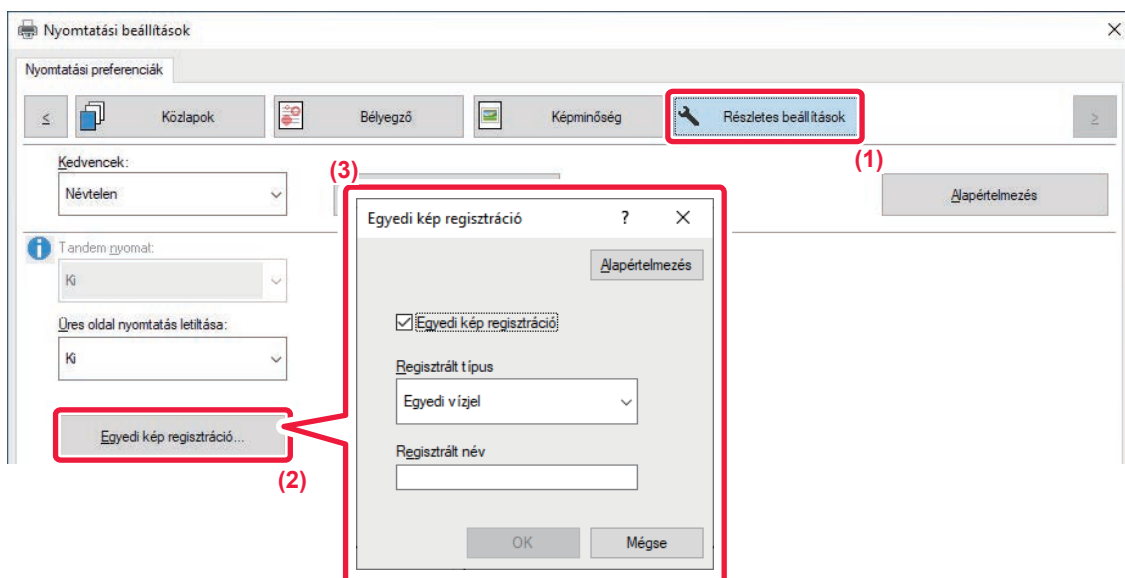 Nyomtatási beállítások
Nyomtatási preferenciák
≤ Közlapok Bélyegző Képminőség Részletes beállítások ≥
(1)
Kedvencek:
(3)
Névtelen
Alapértelmezés
Egyedi kép regisztráció ?
Tandem nyomat:
Alapértelmezés
Ki
Egyedi kép regisztráció
Üres oldal nyomtatás letiltása:
Ki
Regisztrált típus
Egyedi vízjel
Egyedi kép regisztráció...
Regisztrált név
(2)
OK Mégse